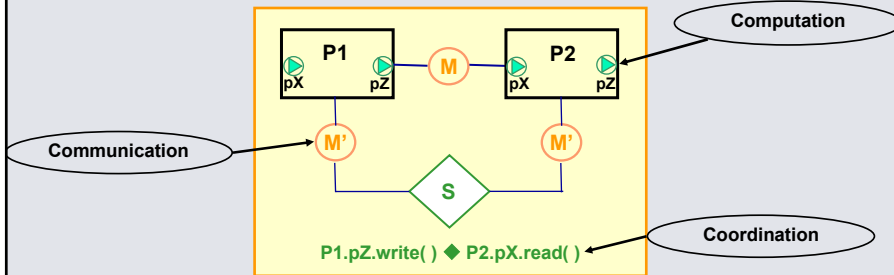 Computation
P1
P2
M
pX
pZ
pX
pZ
Communication
M'
M'
S
P1.pZ.write( ) ◆ P2.pX.read( )
Coordination